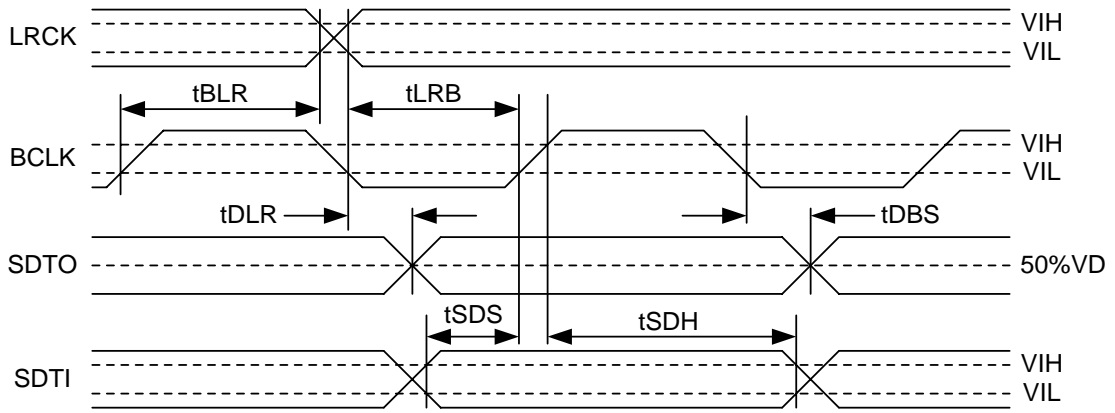 LRCK
VIH
VIL
tBLR
tLRB
BCLK
VIH
VIL
tDLR
tDBS
SDTO
50%VD
tSDS
tSDH
SDTI
VIH
VIL